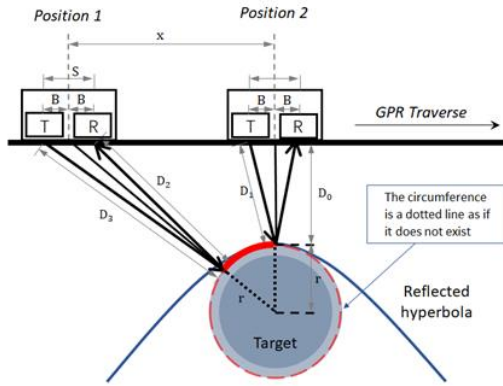 Position 1
Position 2
x
S
B B
B B
T R
T R
GPR Traverse
D₂
D₃
D₁
D₀
The circumference
is a dotted line as if
it does not exist
r
r
Reflected
hyperbola
Target